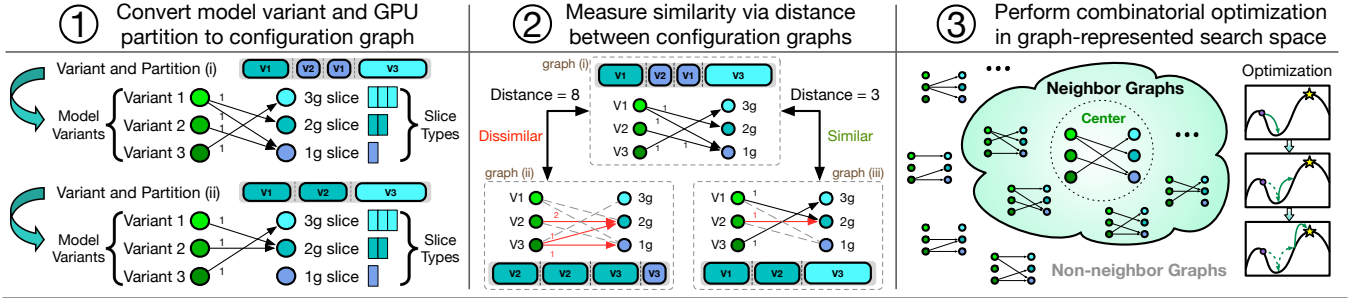 1 Convert model variant and GPU
partition to configuration graph
Variant and Partition (i)
V1 V2 V1 V3
Model
Variants
Variant 1 1 3g slice
Variant 2 1 1 2g slice
Variant 3 1 1g slice
Slice
Types
Variant and Partition (ii)
V1 V2 V3
Model
Variants
Variant 1 1 3g slice
Variant 2 1 2g slice
Variant 3 1 1g slice
Slice
Types
2 Measure similarity via distance
between configuration graphs
graph (i)
V1 V2 V1 V3
Distance = 8
Dissimilar
Distance = 3
Similar
V1 1 3g
V2 1 1 2g
V3 1 1g
graph (ii)
V1 3g
V2 2 2g
V3 1 1 1g
V2 V2 V3 V3
graph (iii)
V1 1 3g
V2 1 2g
V3 1g
V1 V2 V3
3 Perform combinatorial optimization
in graph-represented search space
Neighbor Graphs
Center
Non-neighbor Graphs
Optimization